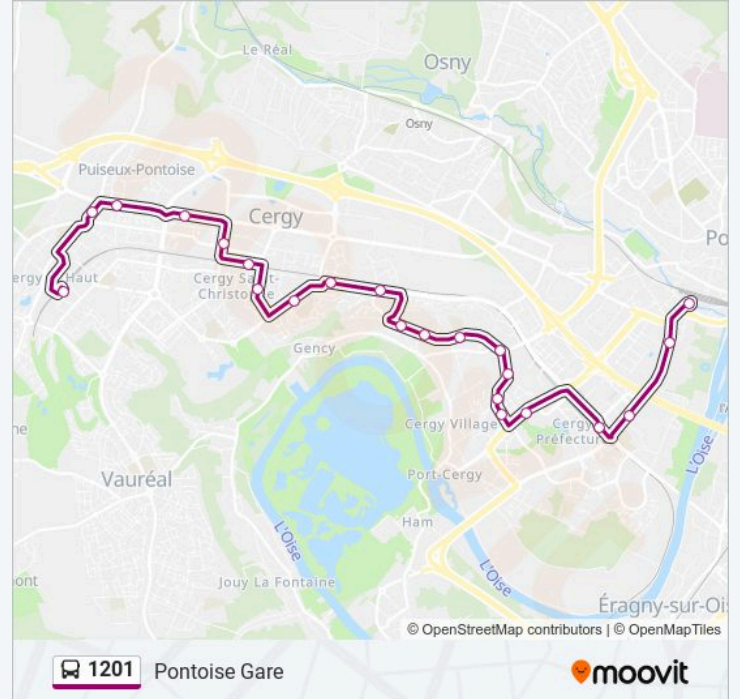 Le Réal
Osny
Osny
Puiseux-Pontoise
Cergy
Po
ergy
Haut
Cergy Saint-
Christophe
Gency
Cergy Village
Cergy
Préfecture
L'Oise
ne
Vauréal
Port-Cergy
Ham
L'Oise
L'Oise
ont
Jouy La Fontaine
Éragny-sur-Ois
© OpenStreetMap contributors | © OpenMapTiles
1201 Pontoise Gare
moovit